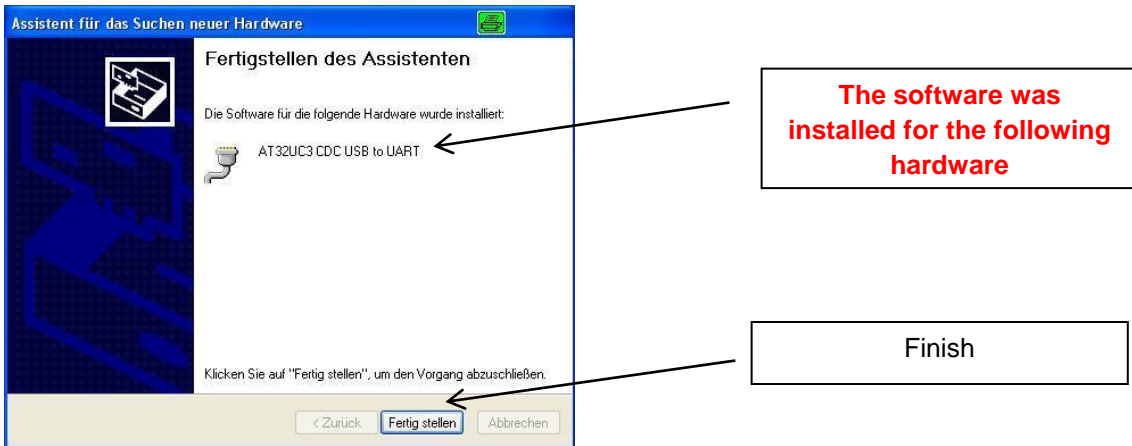 Assistent für das Suchen neuer Hardware
Fertigstellen des Assistenten
Die Software für die folgende Hardware wurde installiert:
AT32UC3 CDC USB to UART
Klicken Sie auf "Fertig stellen", um den Vorgang abzuschließen.
< Zurück Fertig stellen Abbrechen
The software was
installed for the following
hardware
Finish